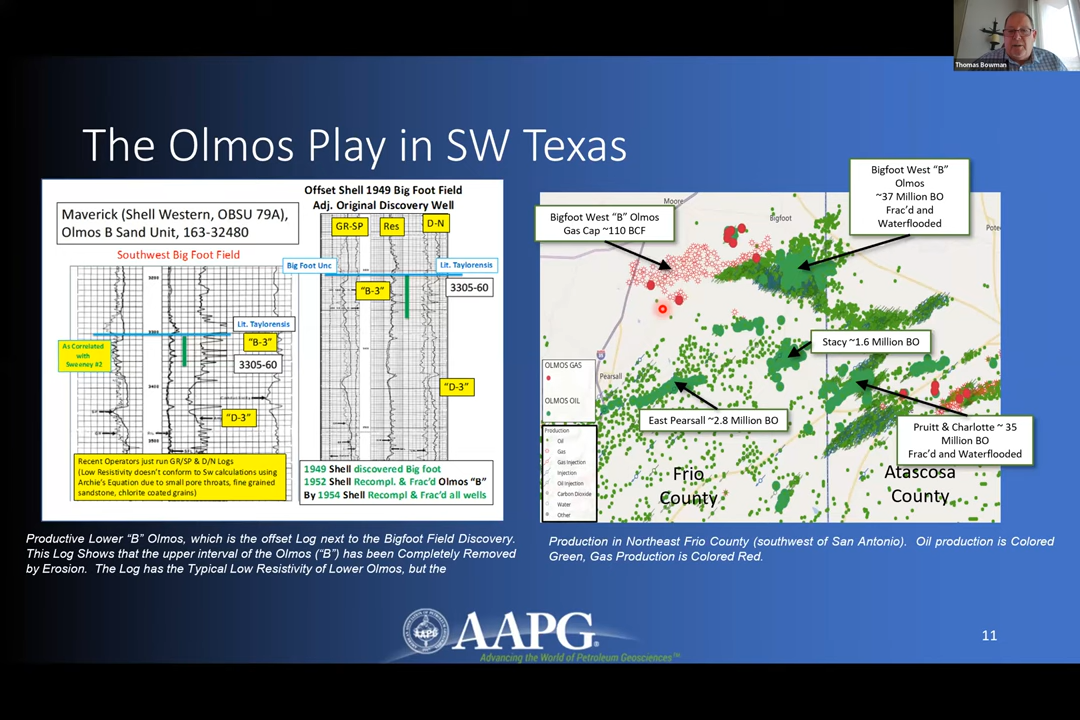 Thomas Bowman
The Olmos Play in SW Texas
Maverick (Shell Western, OBSU 79A),
Olmos B Sand Unit, 163-32480
Southwest Big Foot Field
As Correlated
with
Sweeney #2
Lit. Taylorensis
"B-3"
3305-60
"D-3"
Recent Operators just run GR/SP & D/N Logs
(Low Resistivity doesn't conform to Sw calculations using
Archie's Equation due to small pore throats, fine grained
sandstone, chlorite coated grains)
Offset Shell 1949 Big Foot Field
Adj. Original Discovery Well
GR-SP
Res
D-N
Big Foot Unc
Lit. Taylorensis
"B-3"
3305-60
"D-3"
1949 Shell discovered Big foot
1952 Shell Recompl. & Frac'd Olmos "B"
By 1954 Shell Recompl & Frac'd all wells
Productive Lower "B" Olmos, which is the offset Log next to the Bigfoot Field Discovery.
This Log Shows that the upper interval of the Olmos ("B") has been Completely Removed
by Erosion. The Log has the Typical Low Resistivity of Lower Olmos, but the
Bigfoot West "B" Olmos
Gas Cap ~110 BCF
Moore
Bigfoot
Bigfoot West "B"
Olmos
~37 Million BO
Frac'd and
Waterflooded
Pote
Stacy ~1.6 Million BO
Pearsall
East Pearsall ~2.8 Million BO
Pruitt & Charlotte ~ 35
Million BO
Frac'd and Waterflooded
Frio
County
Atascosa
County
OLMOS GAS
OLMOS OIL
Production
Oil
Gas
Gas Injection
Injection
Oil Injection
Carbon Dioxide
Water
Other
Production in Northeast Frio County (southwest of San Antonio). Oil production is Colored
Green, Gas Production is Colored Red.
AAPG
Advancing the World of Petroleum Geosciences™
11